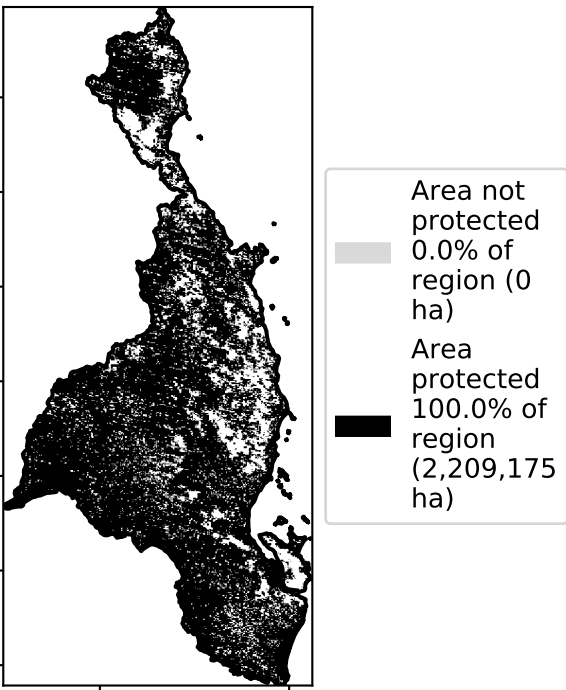 Area not
protected
0.0% of
region (0
ha)
Area
protected
100.0% of
region
(2,209,175
ha)